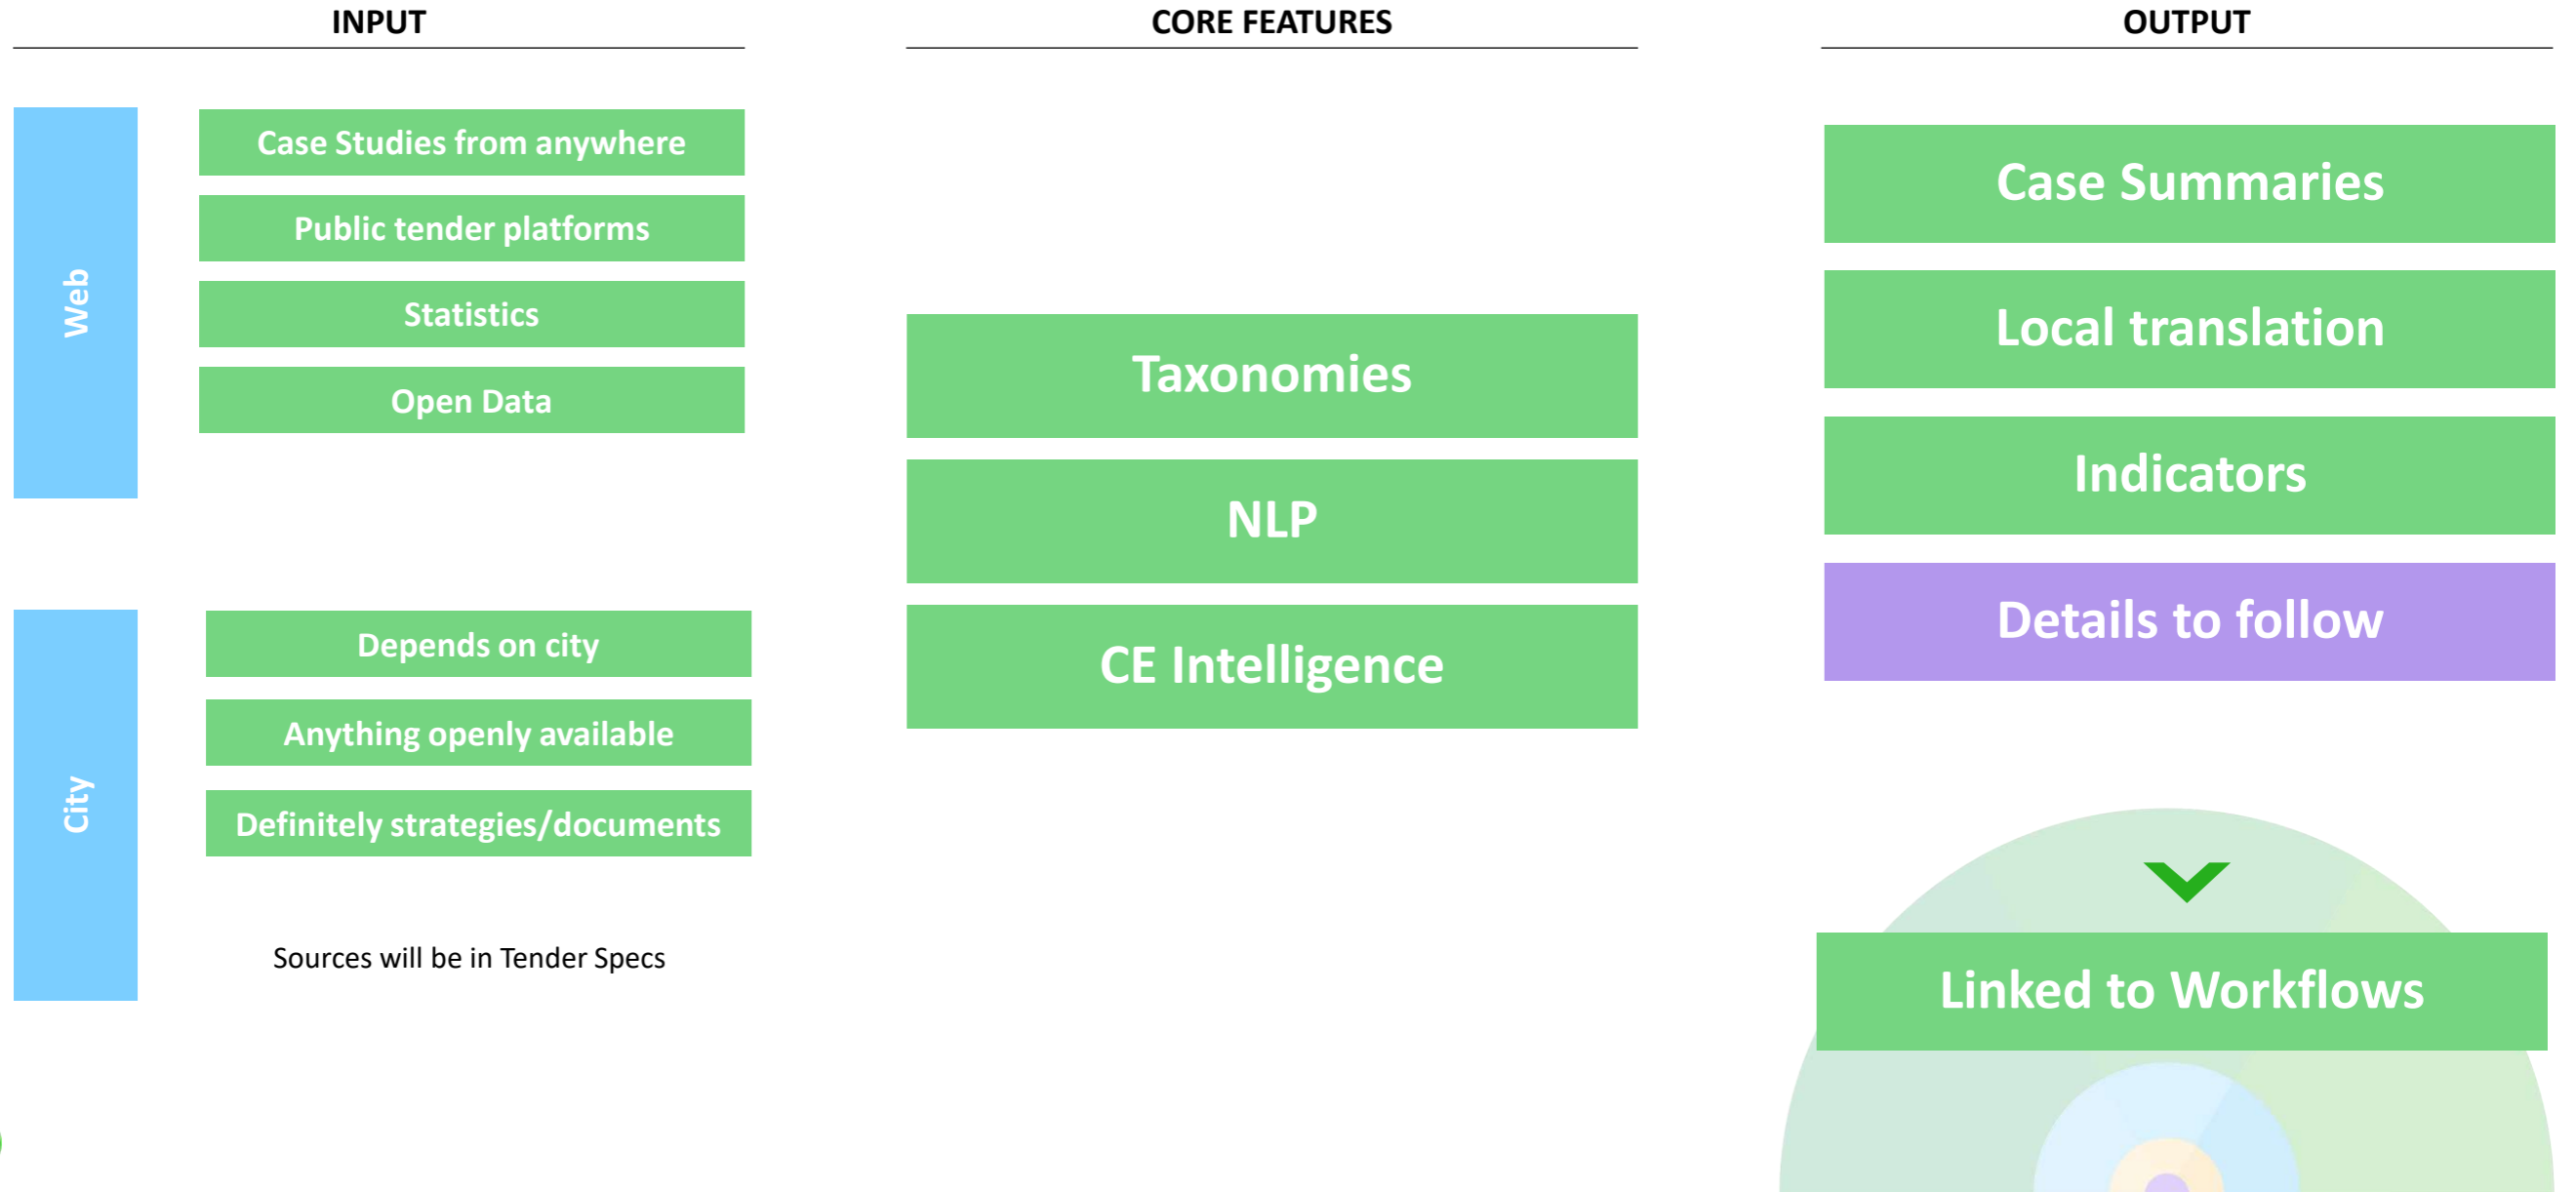 INPUT
Web
Case Studies from anywhere
Public tender platforms
Statistics
Open Data
City
Depends on city
Anything openly available
Definitely strategies/documents
Sources will be in Tender Specs
CORE FEATURES
Taxonomies
NLP
CE Intelligence
OUTPUT
Case Summaries
Local translation
Indicators
Details to follow
Linked to Workflows